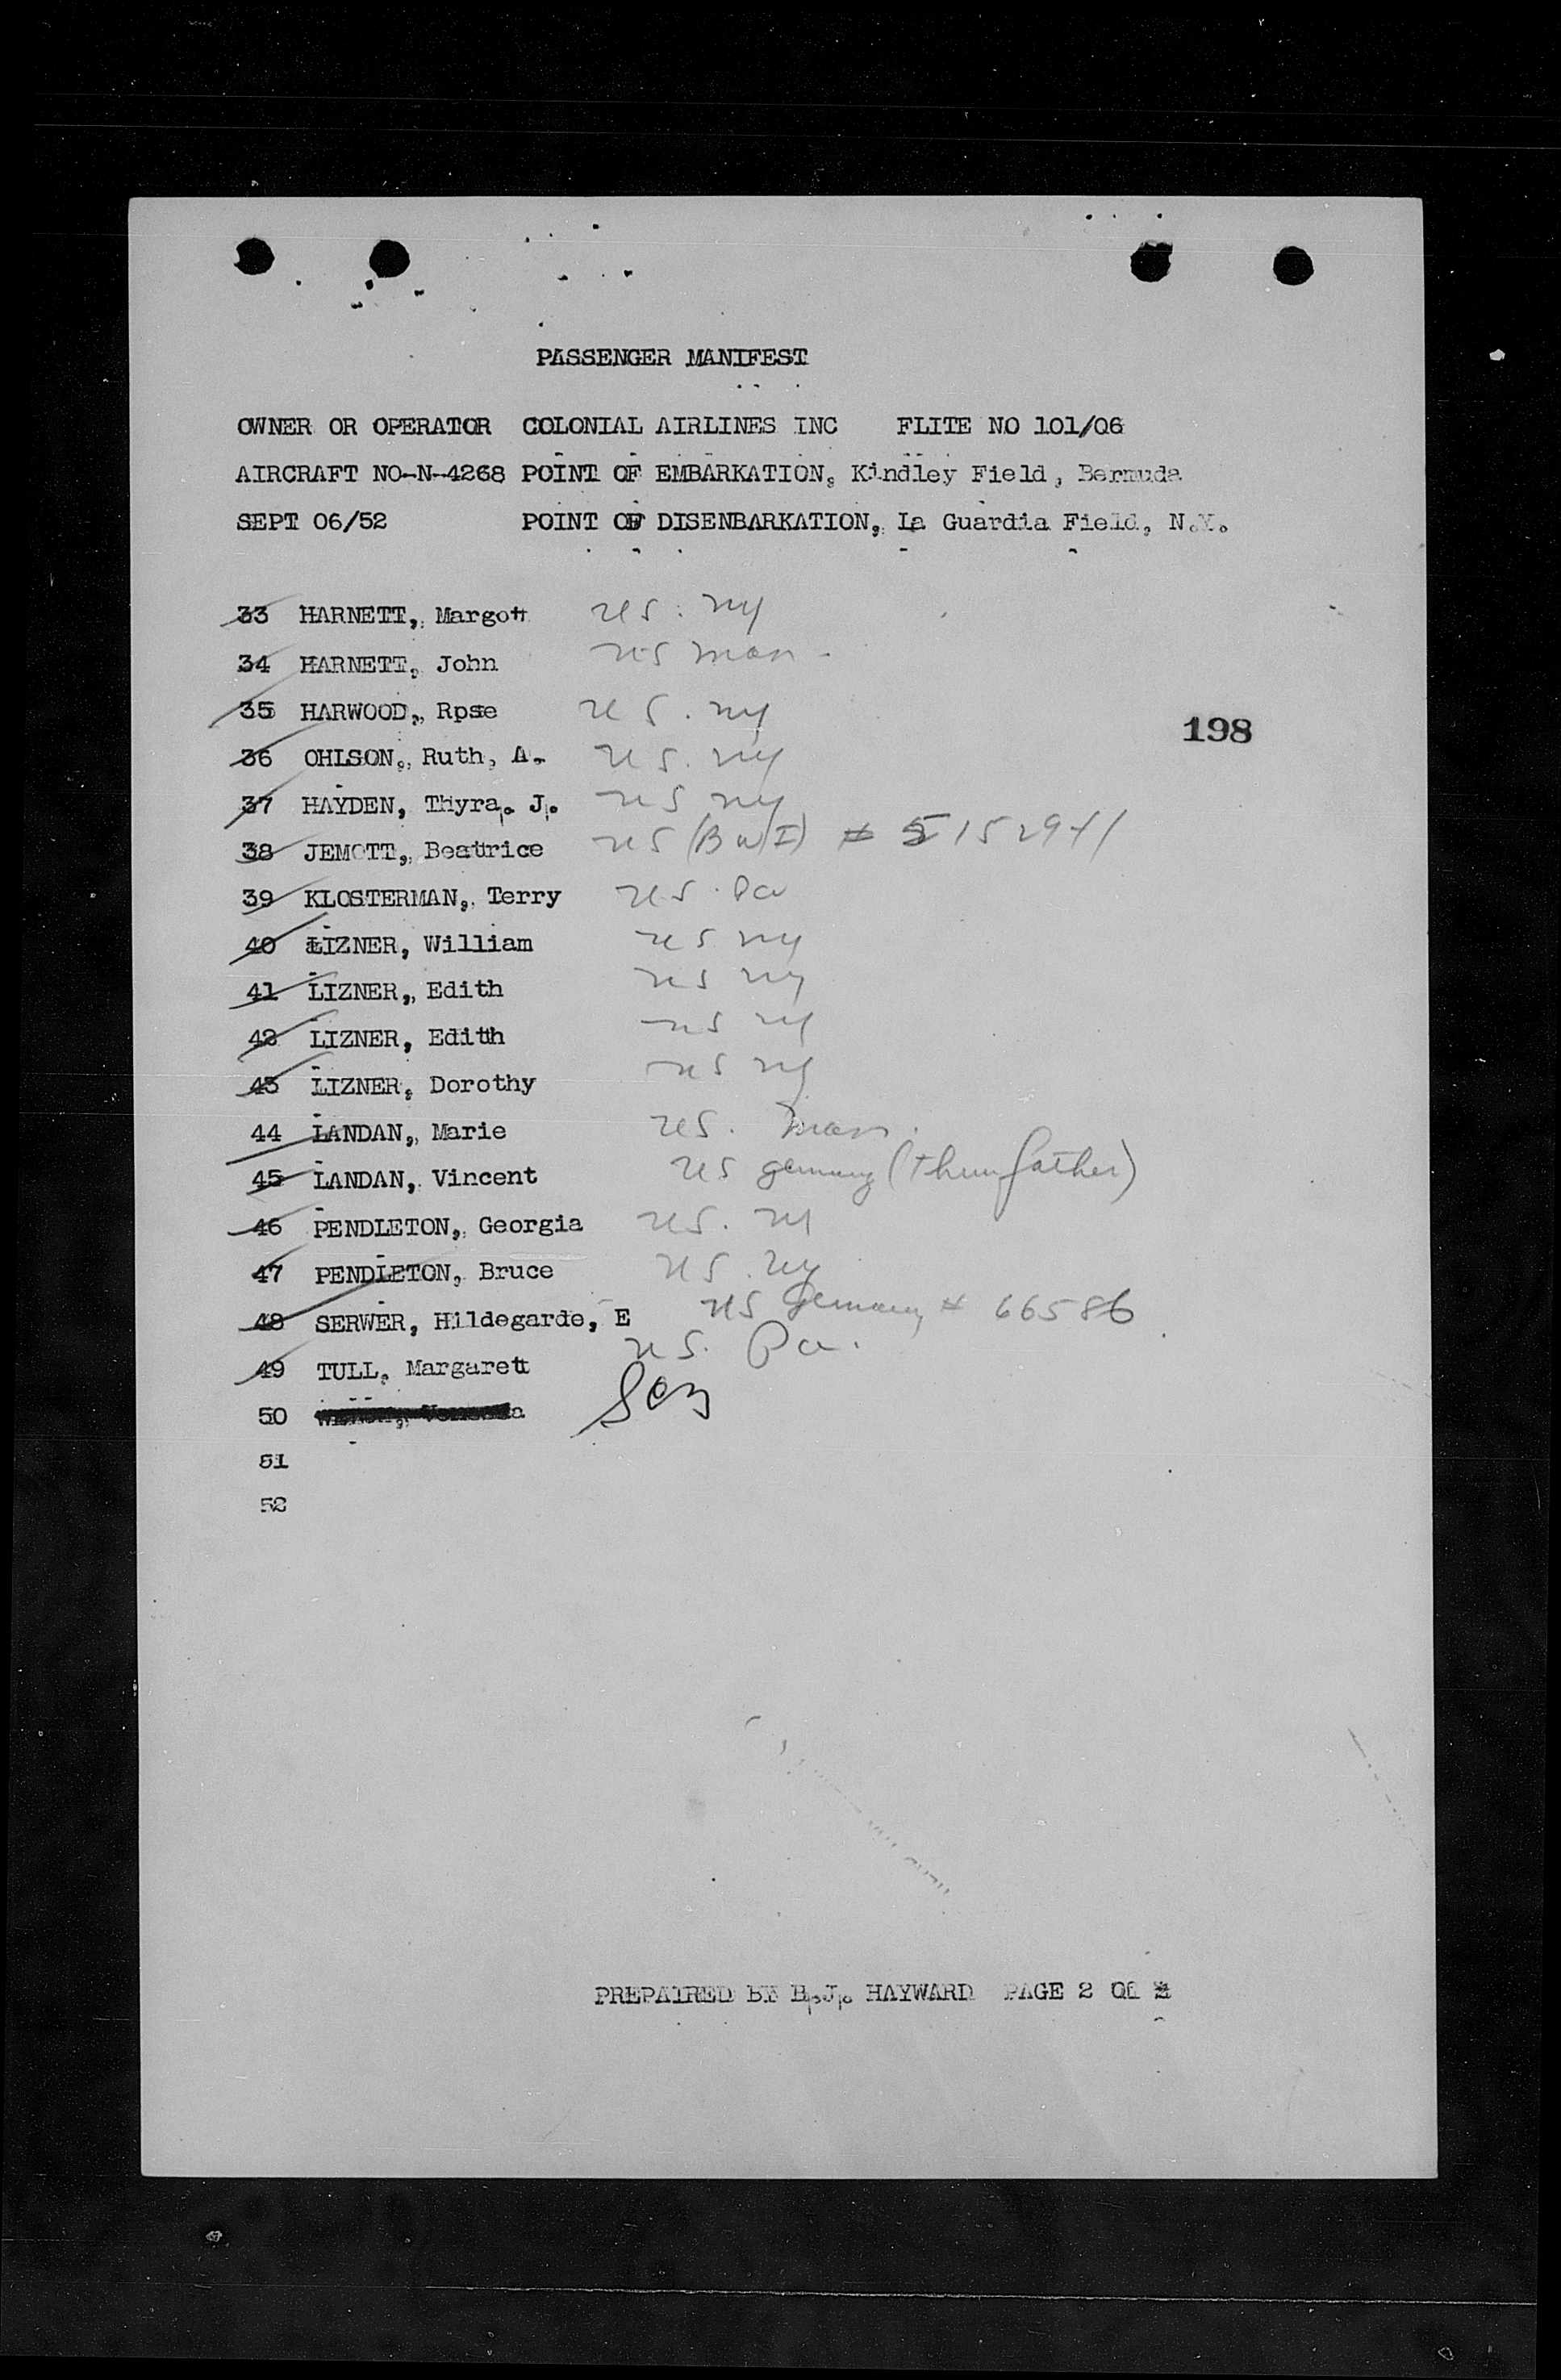 PASSENGER MANIFEST
OWNER OR OPERATOR COLONIAL AIRLINES INC FLITE NO 101/06
AIRCRAFT NO-N-4268 POINT OF EMBARKATION, Kindley Field, Bermuda
SEPT 06/52 POINT OF DISENBARKATION, La Guardia Field, N.Y.
33 HARNETT, Margott US. NY
34 HARNETT, John US Mass.
35 HARWOOD, Rpse US. NY
198
36 OHLSON, Ruth, A. US. NY
37 HAYDEN, Thyra. J. US NY
38 JEMOTT, Beatrice US (BWI) # 5152941
39 KLOSTERMAN, Terry US. Pa
40 LIZNER, William US NY
41 LIZNER, Edith US NY
42 LIZNER, Edith US NY
43 LIZNER, Dorothy US NY
44 LANDAN, Marie US. Mass.
45 LANDAN, Vincent US Germany (thru father)
46 PENDLETON, Georgia US. NY
47 PENDLETON, Bruce US. NY
48 SERWER, Hildegarde, E US Germany # 66586
49 TULL, Margarett US. Pa.
50
51
52
PREPAIRED BY B.J. HAYWARD PAGE 2 Of